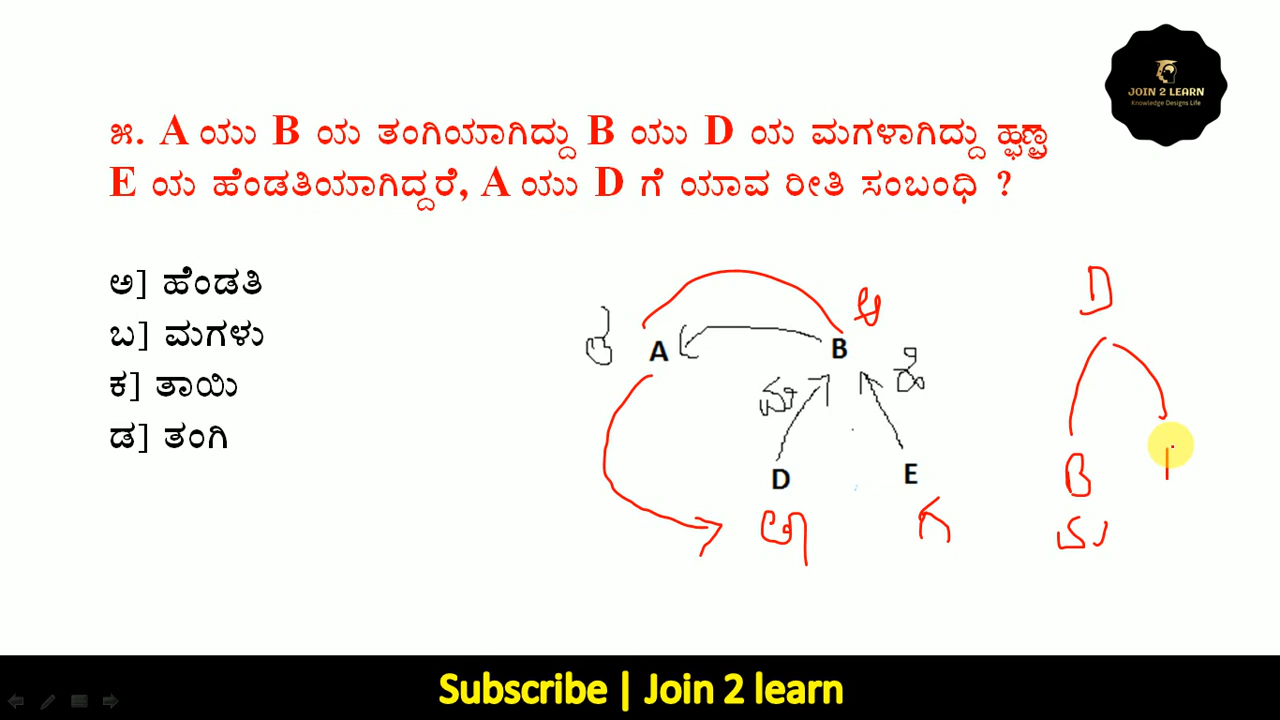 JOIN 2 LEARN
Knowledge Designs Life
೫. A ಯು B ಯ ತಂಗಿಯಾಗಿದ್ದು B ಯು D ಯ ಮಗಳಾಗಿದ್ದು
E ಯ ಹೆಂಡತಿಯಾಗಿದ್ದರೆ, A ಯು D ಗೆ ಯಾವ ರೀತಿ ಸಂಬಂಧಿ ?
ಅ] ಹೆಂಡತಿ
ಬ] ಮಗಳು
ಕ] ತಾಯಿ
ಡ] ತಂಗಿ
ತ A B ಅ
ಮ ಹೆ
D E
ಗ
D
B
ಮ
Subscribe | Join 2 learn